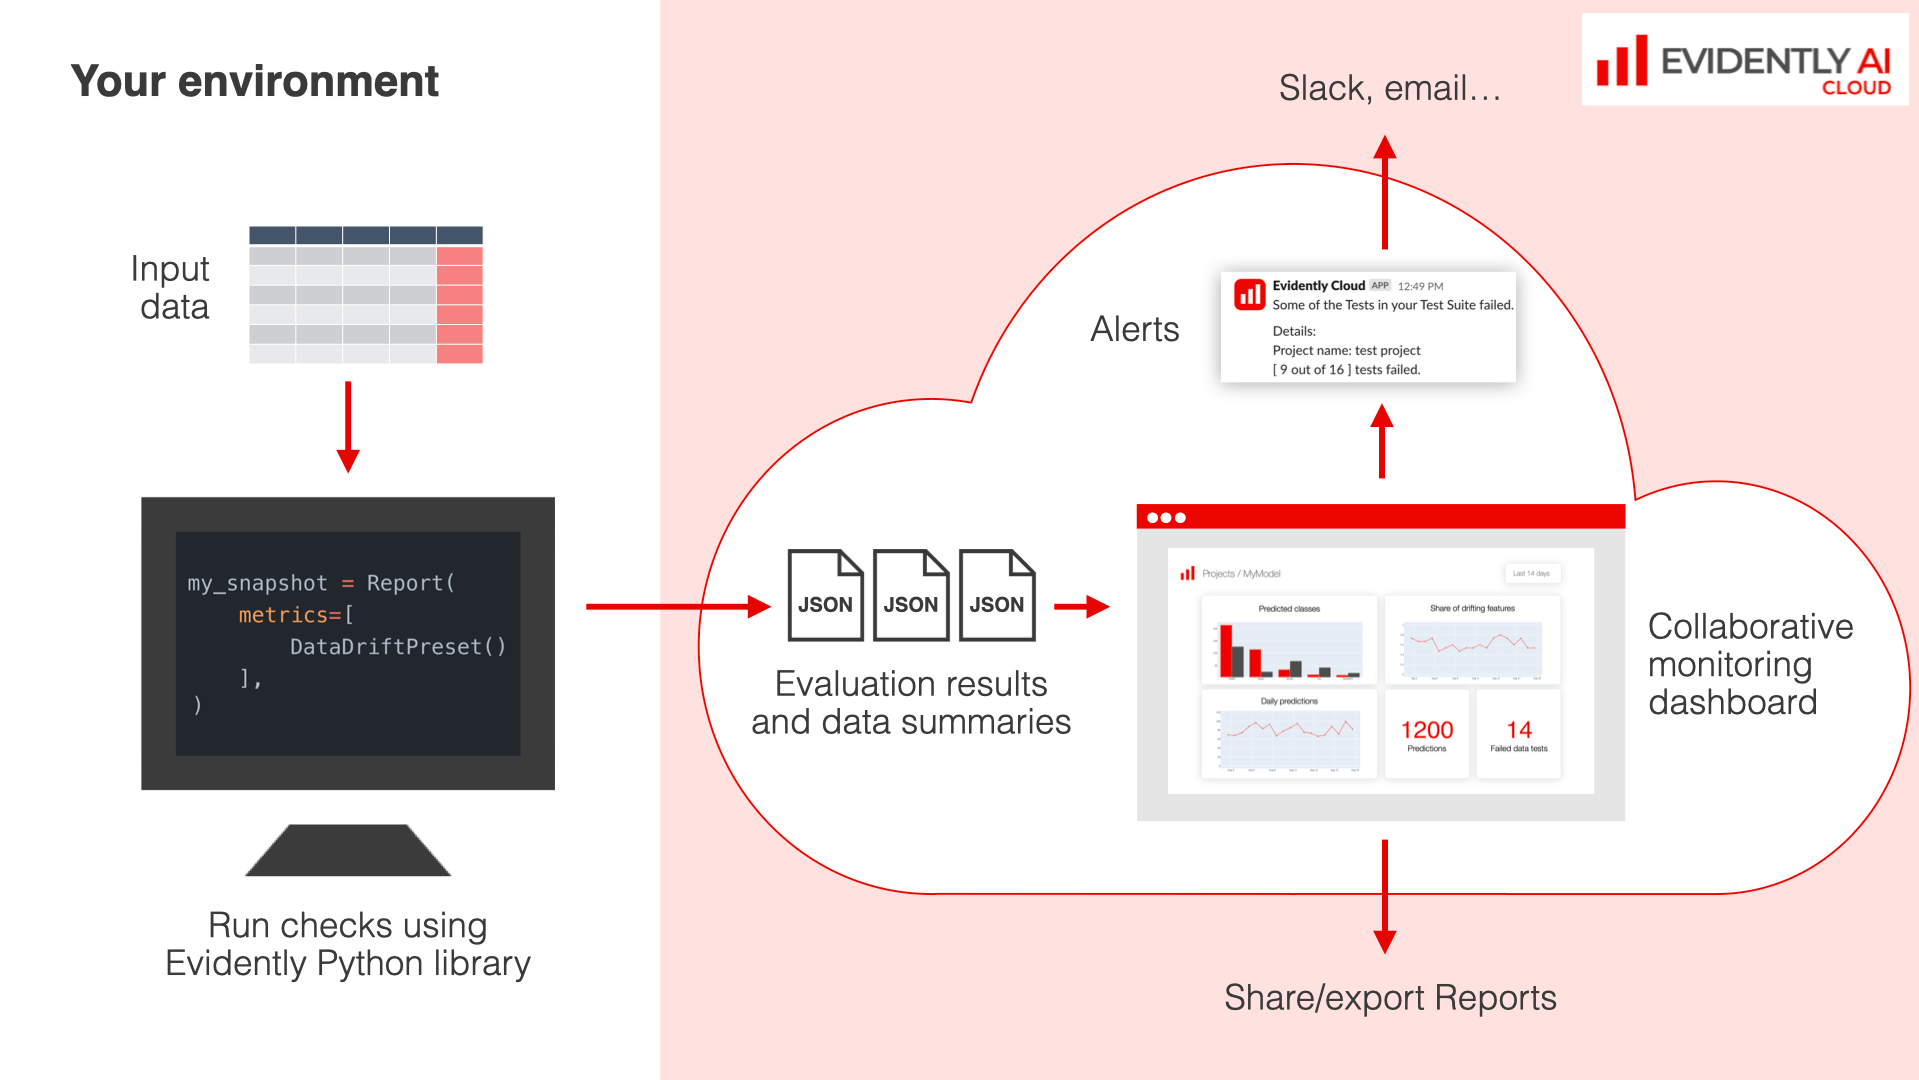 Your environment
Input
data
my_snapshot = Report(
metrics=[
DataDriftPreset()
],
)
Run checks using
Evidently Python library
EVIDENTLY AI
CLOUD
Slack, email…
Alerts
Evidently Cloud APP 12:49 PM
Some of the Tests in your Test Suite failed.
Details:
Project name: test project
[ 9 out of 16 ] tests failed.
JSON
JSON
JSON
Evaluation results
and data summaries
Projects / MyModel
Last 14 days
Predicted classes
Share of drifting features
Daily predictions
1200
Predictions
14
Failed data tests
Collaborative
monitoring
dashboard
Share/export Reports